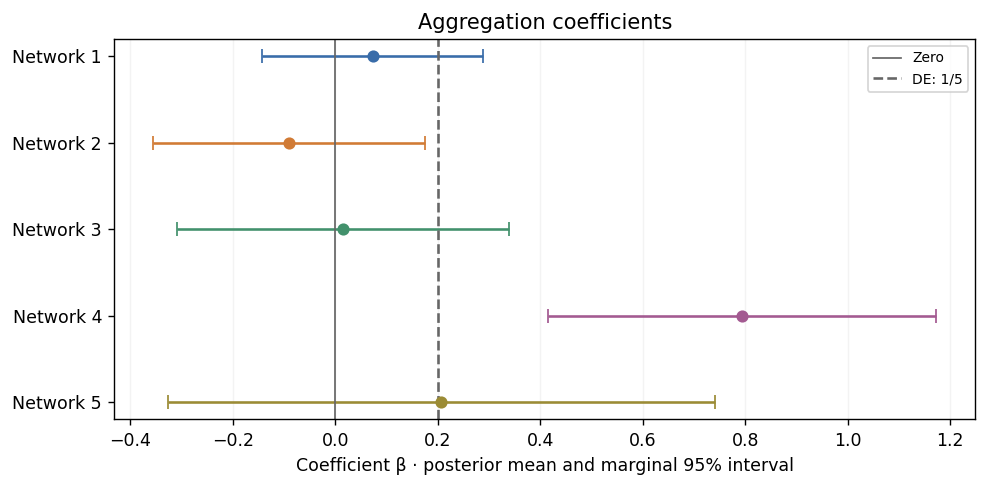 Aggregation coefficients
Zero
DE: 1/5
Network 1
Network 2
Network 3
Network 4
Network 5
−0.4 −0.2 0.0 0.2 0.4 0.6 0.8 1.0 1.2
Coefficient β · posterior mean and marginal 95% interval